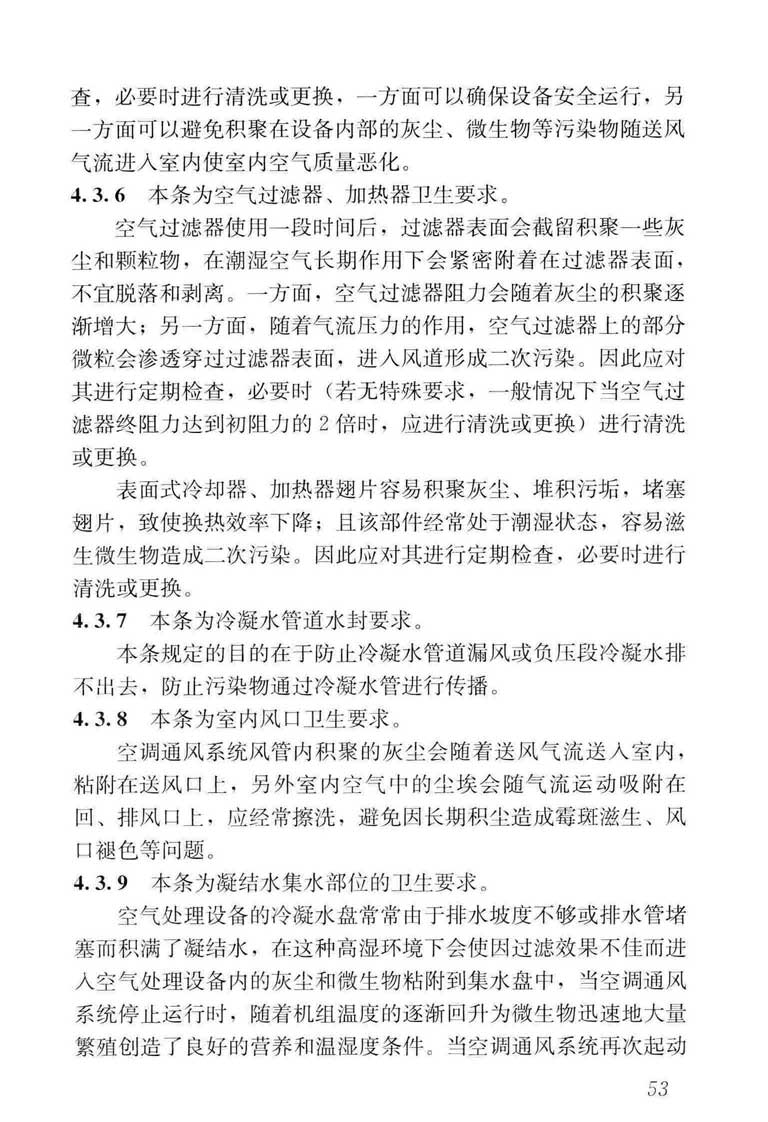 查，必要时进行清洗或更换，一方面可以确保设备安全运行，另
一方面可以避免积聚在设备内部的灰尘、微生物等污染物随送风
气流进入室内使室内空气质量恶化。
4.3.6 本条为空气过滤器、加热器卫生要求。
空气过滤器使用一段时间后，过滤器表面会截留积聚一些灰
尘和颗粒物，在潮湿空气长期作用下会紧密附着在过滤器表面，
不宜脱落和剥离。一方面，空气过滤器阻力会随着灰尘的积聚逐
渐增大；另一方面，随着气流压力的作用，空气过滤器上的部分
微粒会渗透穿过过滤器表面，进入风道形成二次污染。因此应对
其进行定期检查，必要时（若无特殊要求，一般情况下当空气过
滤器终阻力达到初阻力的 2 倍时，应进行清洗或更换）进行清洗
或更换。
表面式冷却器、加热器翅片容易积聚灰尘、堆积污垢，堵塞
翅片，致使换热效率下降；且该部件经常处于潮湿状态，容易滋
生微生物造成二次污染。因此应对其进行定期检查，必要时进行
清洗或更换。
4.3.7 本条为冷凝水管道水封要求。
本条规定的目的在于防止冷凝水管道漏风或负压段冷凝水排
不出去，防止污染物通过冷凝水管进行传播。
4.3.8 本条为室内风口卫生要求。
空调通风系统风管内积聚的灰尘会随着送风气流送入室内，
粘附在送风口上，另外室内空气中的尘埃会随气流运动吸附在
回、排风口上，应经常擦洗，避免因长期积尘造成霉斑滋生、风
口褪色等问题。
4.3.9 本条为凝结水集水部位的卫生要求。
空气处理设备的冷凝水盘常常由于排水坡度不够或排水管堵
塞而积满了凝结水，在这种高湿环境下会使因过滤效果不佳而进
入空气处理设备内的灰尘和微生物粘附到集水盘中，当空调通风
系统停止运行时，随着机组温度的逐渐回升为微生物迅速地大量
繁殖创造了良好的营养和温湿度条件。当空调通风系统再次起动
53